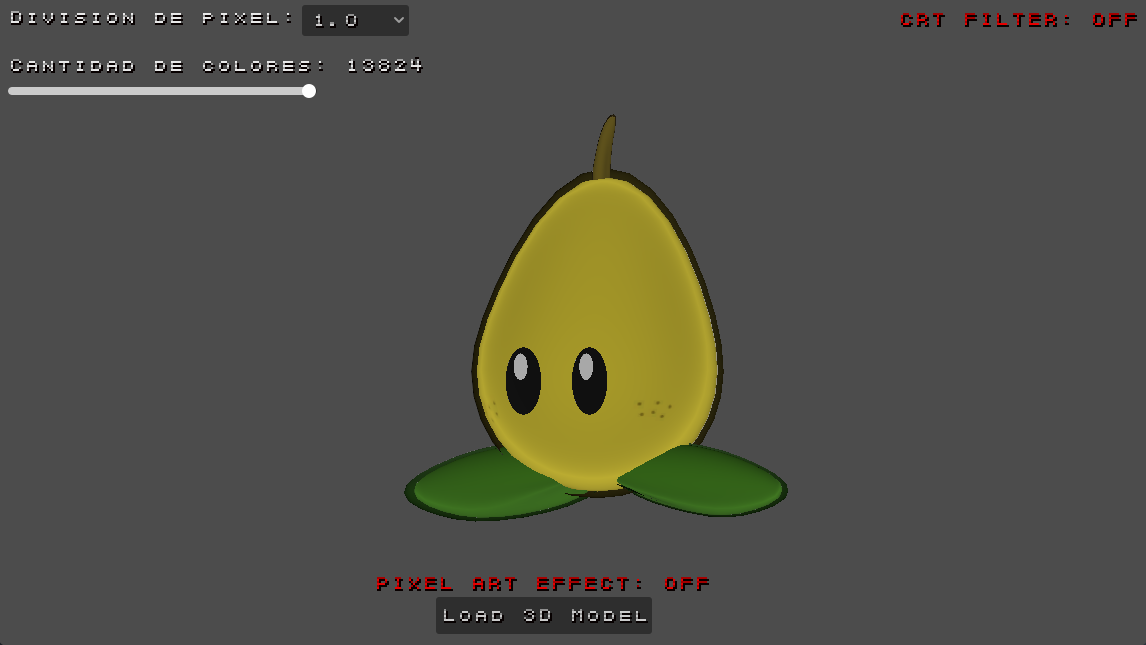 Division de pixel: 1.0
CRT Filter: OFF
Cantidad de colores: 13824
Pixel Art Effect: OFF
Load 3D Model